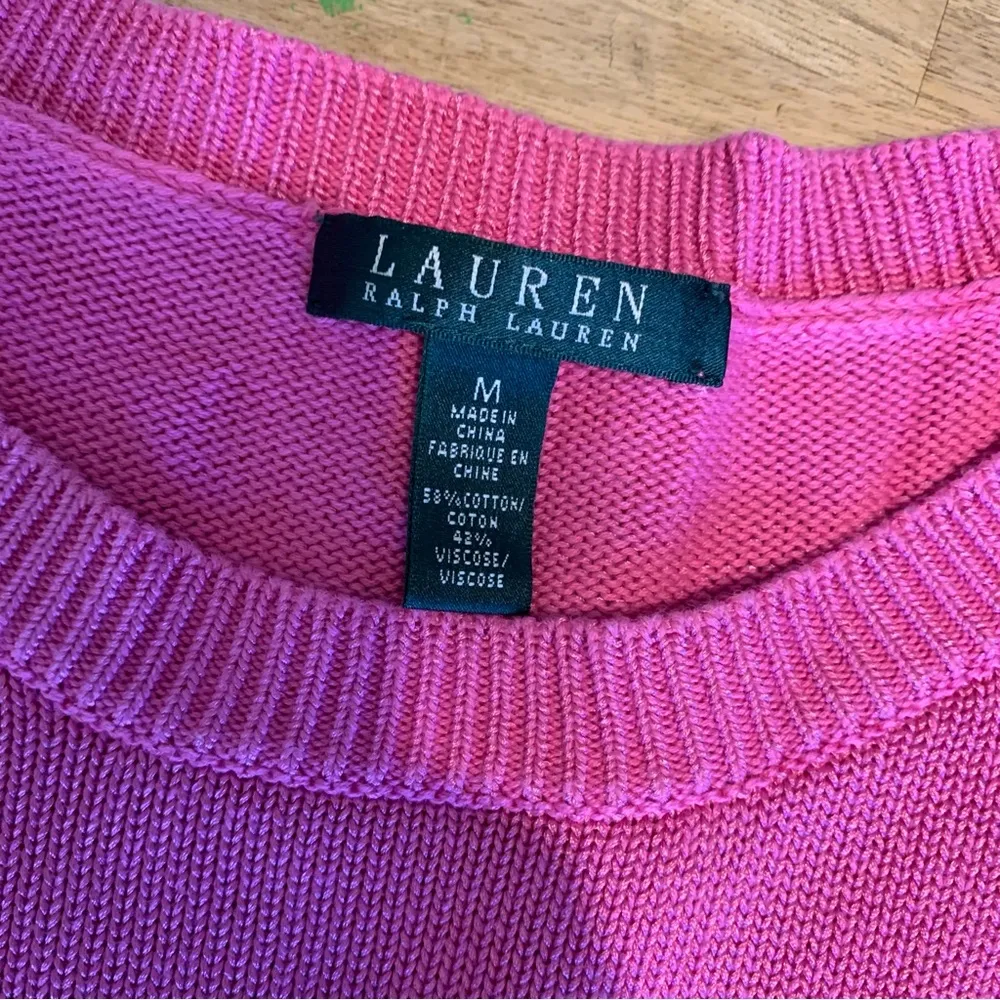 LAUREN
RALPH LAUREN
M
MADE IN
CHINA
FABRIQUE EN
CHINE
58%COTTON/
COTON
42%
VISCOSE/
VISCOSE